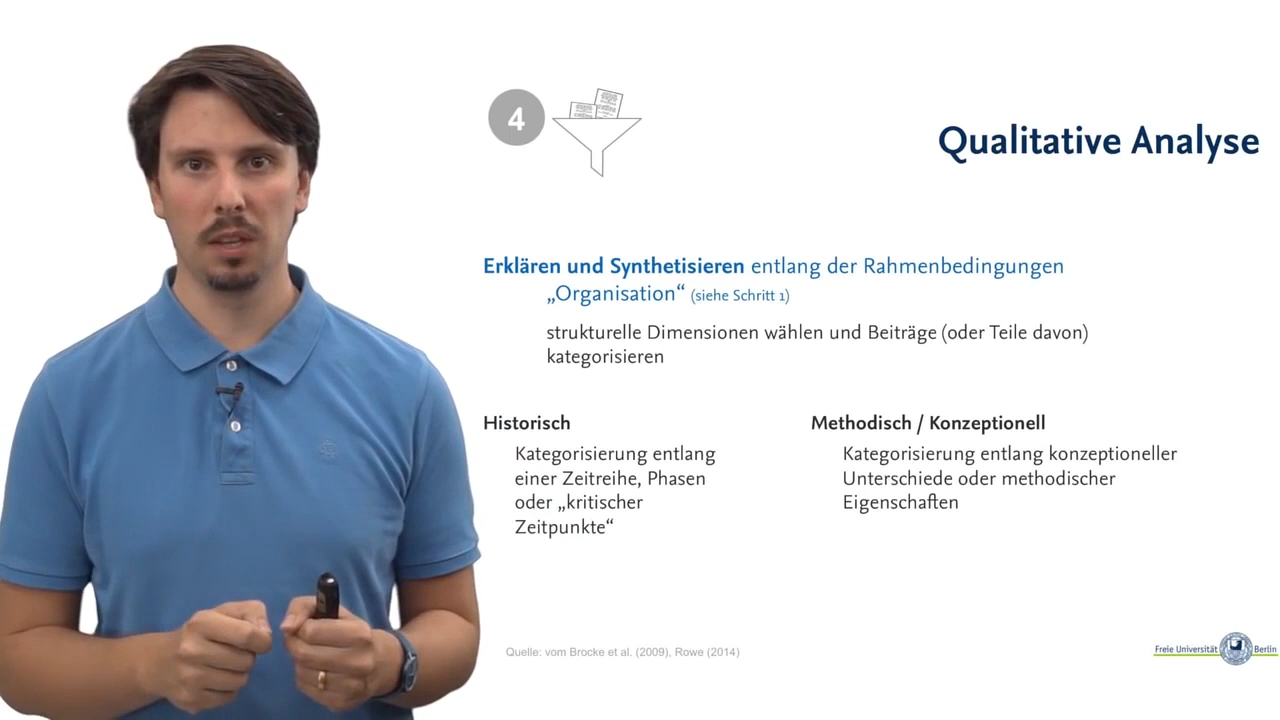 4
Qualitative Analyse
Erklären und Synthetisieren entlang der Rahmenbedingungen
„Organisation“ (siehe Schritt 1)
strukturelle Dimensionen wählen und Beiträge (oder Teile davon)
kategorisieren
Historisch
Kategorisierung entlang
einer Zeitreihe, Phasen
oder „kritischer
Zeitpunkte“
Methodisch / Konzeptionell
Kategorisierung entlang konzeptioneller
Unterschiede oder methodischer
Eigenschaften
Quelle: vom Brocke et al. (2009), Rowe (2014)
Freie Universität Berlin